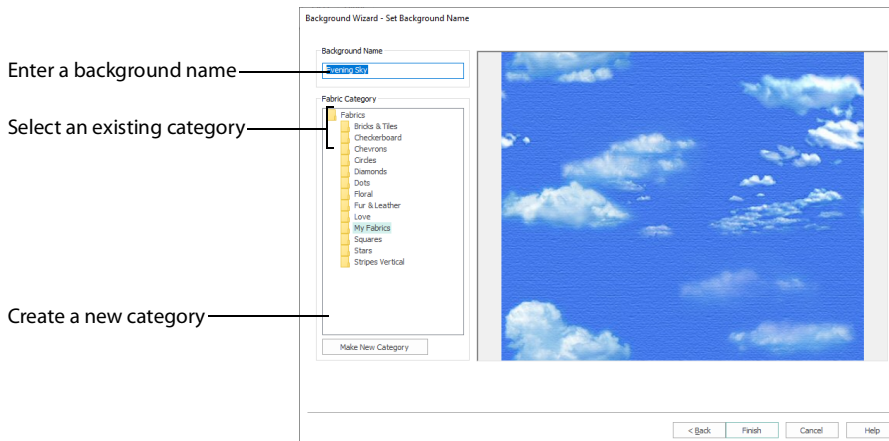 Background Wizard - Set Background Name
Background Name
Evening Sky
Enter a background name
Fabric Category
Select an existing category
Fabrics
Bricks & Tiles
Checkerboard
Chevrons
Circles
Diamonds
Dots
Floral
Fur & Leather
Love
My Fabrics
Squares
Stars
Stripes Vertical
Create a new category
Make New Category
< Back
Finish
Cancel
Help